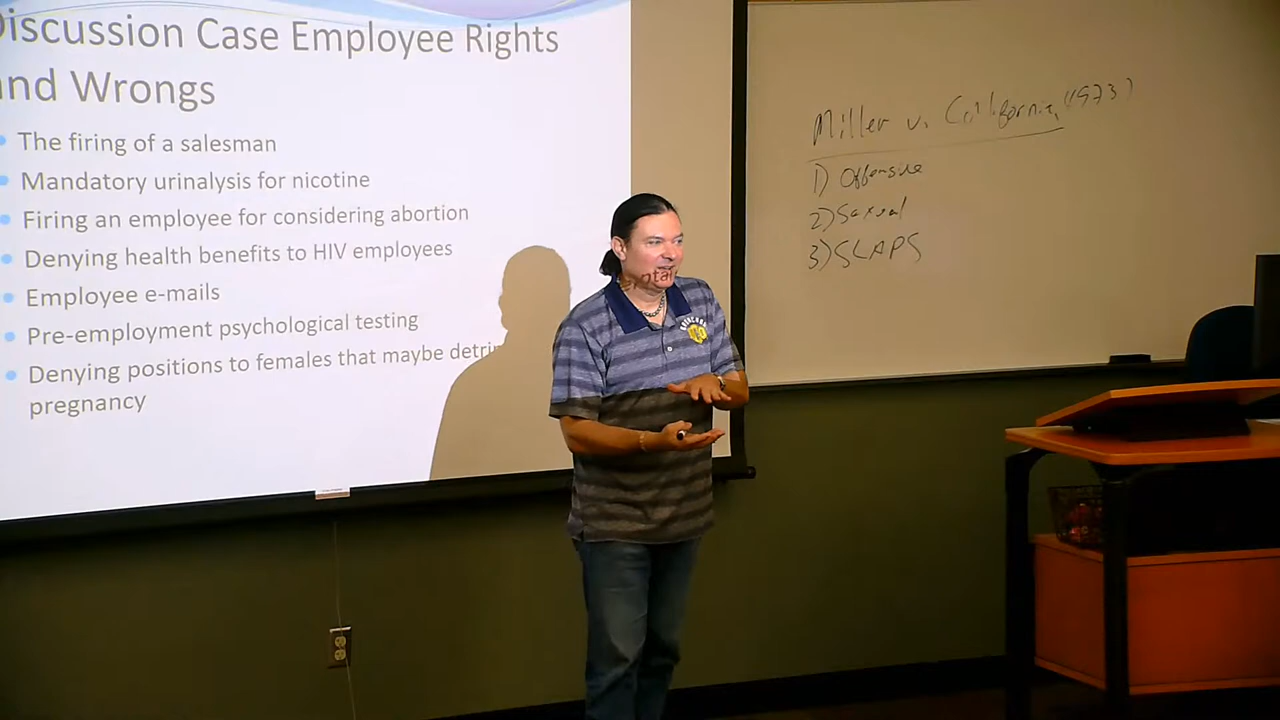 Discussion Case Employee Rights
and Wrongs
The firing of a salesman
Mandatory urinalysis for nicotine
Firing an employee for considering abortion
Denying health benefits to HIV employees
Employee e-mails
Pre-employment psychological testing
Denying positions to females that maybe detri
ntal
pregnancy
Miller v. California, (1973)
1) Offensive
2) Sexual
3) SLAPS